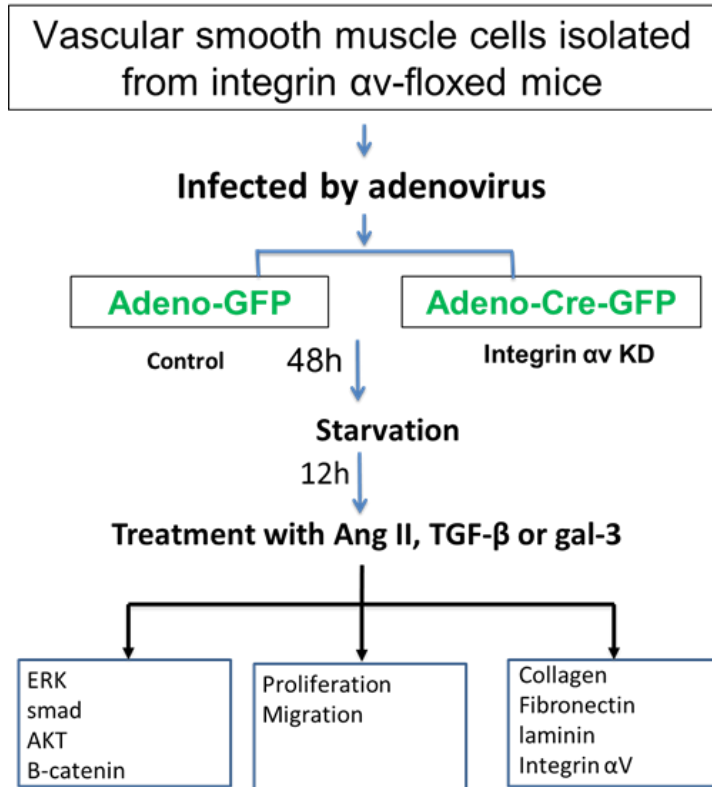 Vascular smooth muscle cells isolated
from integrin αv-floxed mice
Infected by adenovirus
Adeno-GFP
Adeno-Cre-GFP
Control
48h
Integrin αv KD
Starvation
12h
Treatment with Ang II, TGF-β or gal-3
ERK
smad
AKT
B-catenin
Proliferation
Migration
Collagen
Fibronectin
laminin
Integrin αV